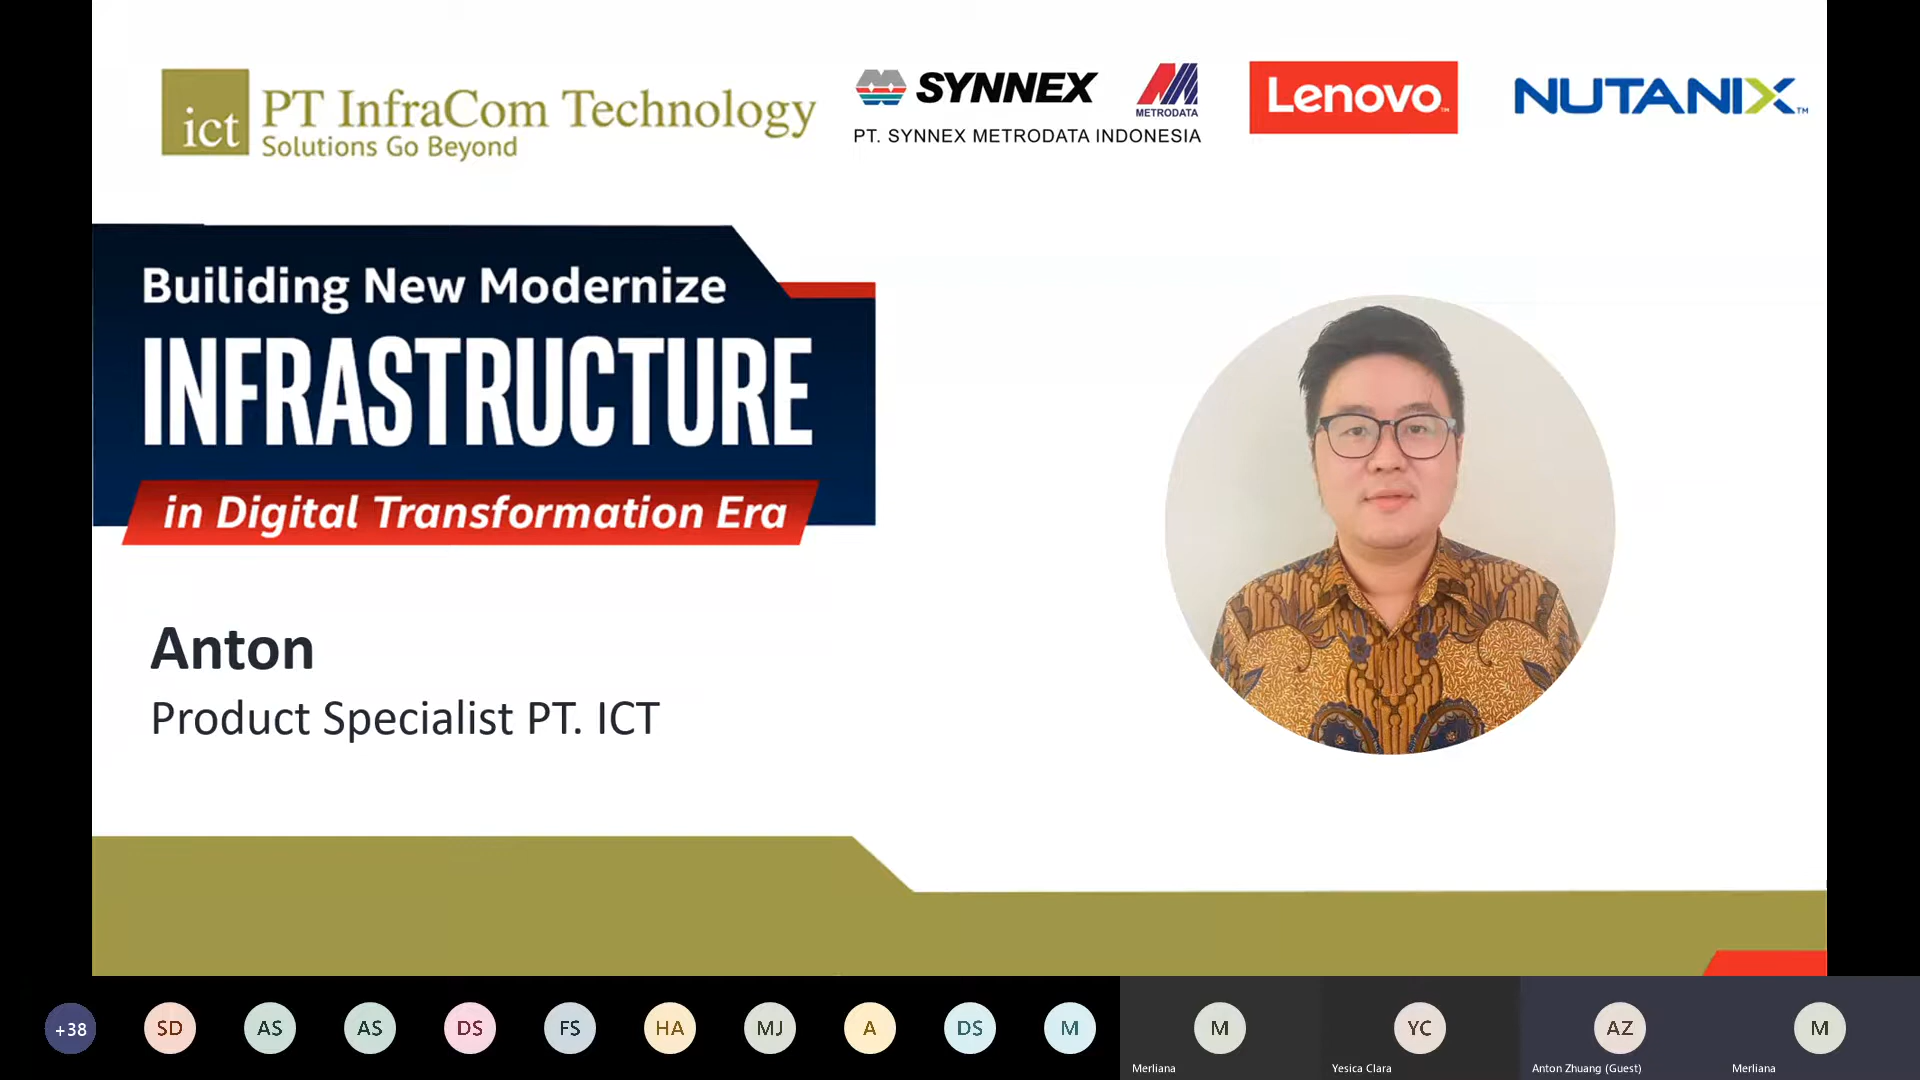 ict
PT InfraCom Technology
Solutions Go Beyond
SYNNEX
METRODATA
PT. SYNNEX METRODATA INDONESIA
Lenovo™
NUTANIX™
Builiding New Modernize
INFRASTRUCTURE
in Digital Transformation Era
Anton
Product Specialist PT. ICT
+38
SD
AS
AS
DS
FS
HA
MJ
A
DS
M
M
YC
AZ
M
Merliana
Yesica Clara
Anton Zhuang (Guest)
Merliana